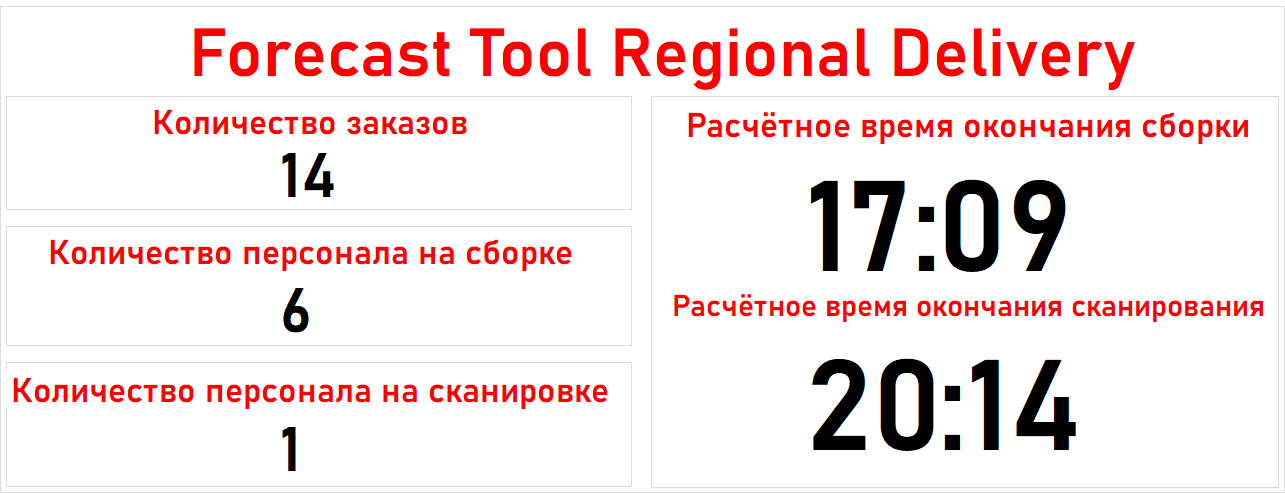 Forecast Tool Regional Delivery
Количество заказов
14
Количество персонала на сборке
6
Количество персонала на сканировке
1
Расчётное время окончания сборки
17:09
Расчётное время окончания сканирования
20:14